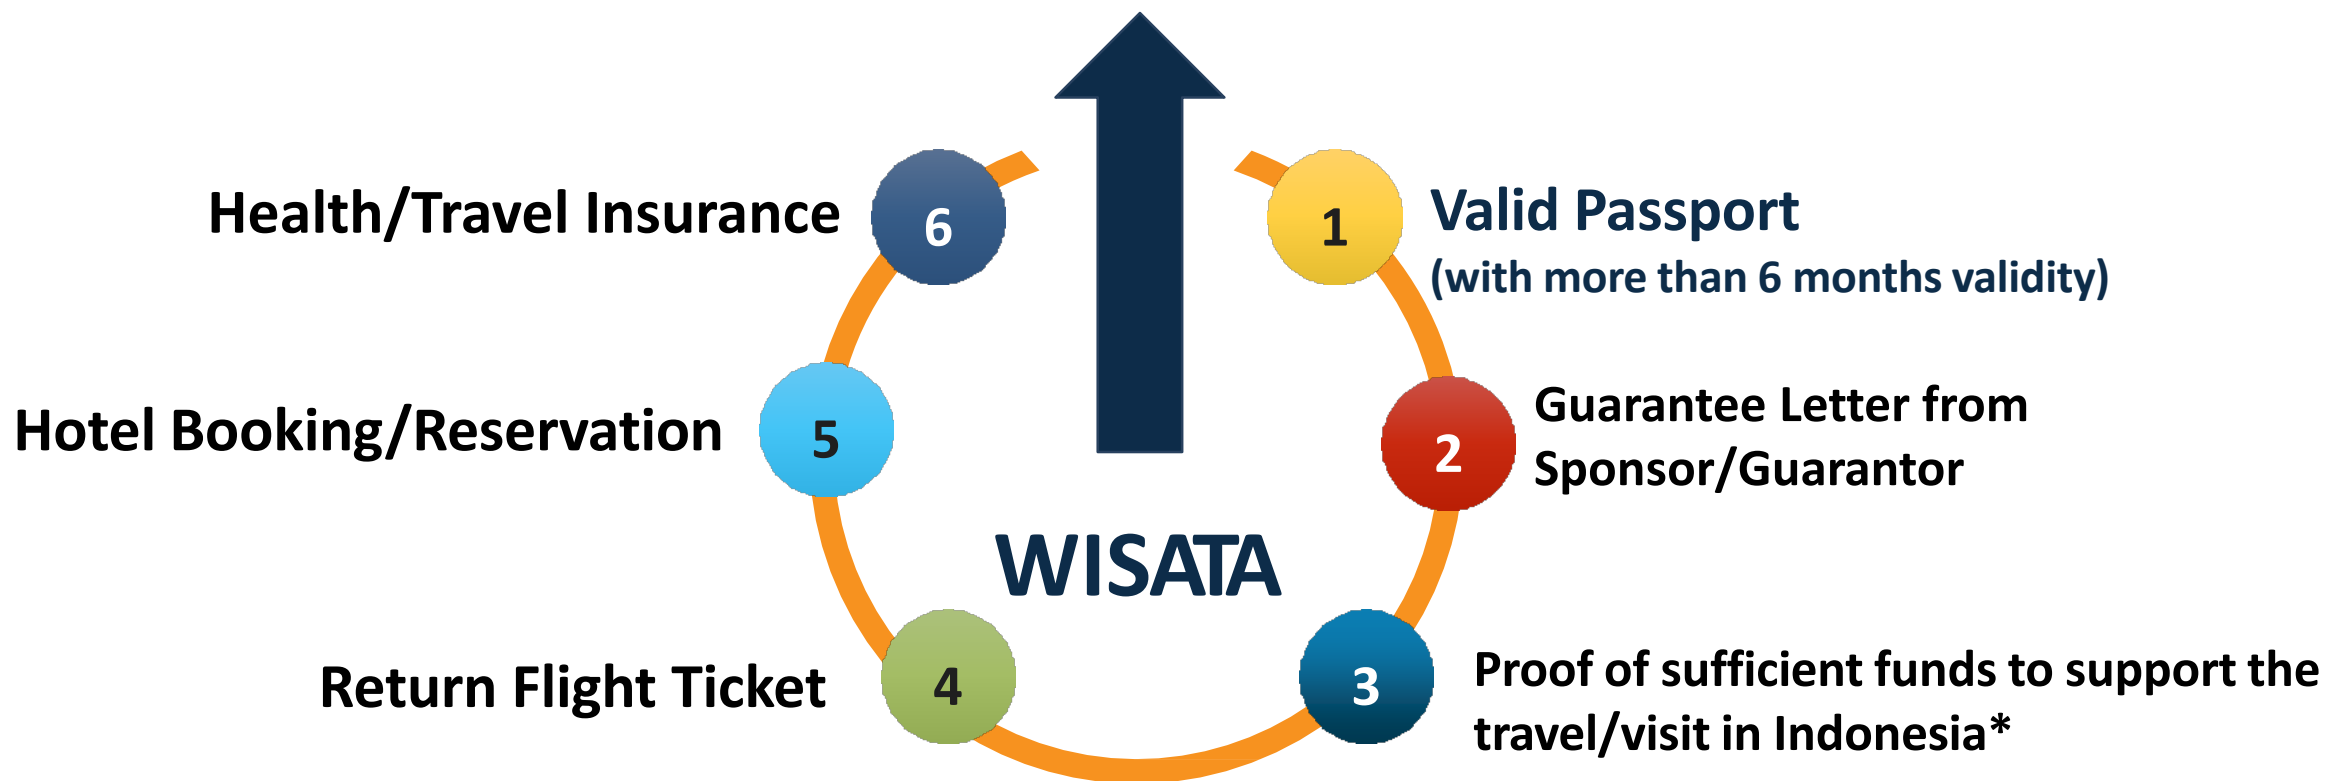 1
Valid Passport
(with more than 6 months validity)
2
Guarantee Letter from
Sponsor/Guarantor
3
Proof of sufficient funds to support the
travel/visit in Indonesia*
4
Return Flight Ticket
5
Hotel Booking/Reservation
6
Health/Travel Insurance
WISATA